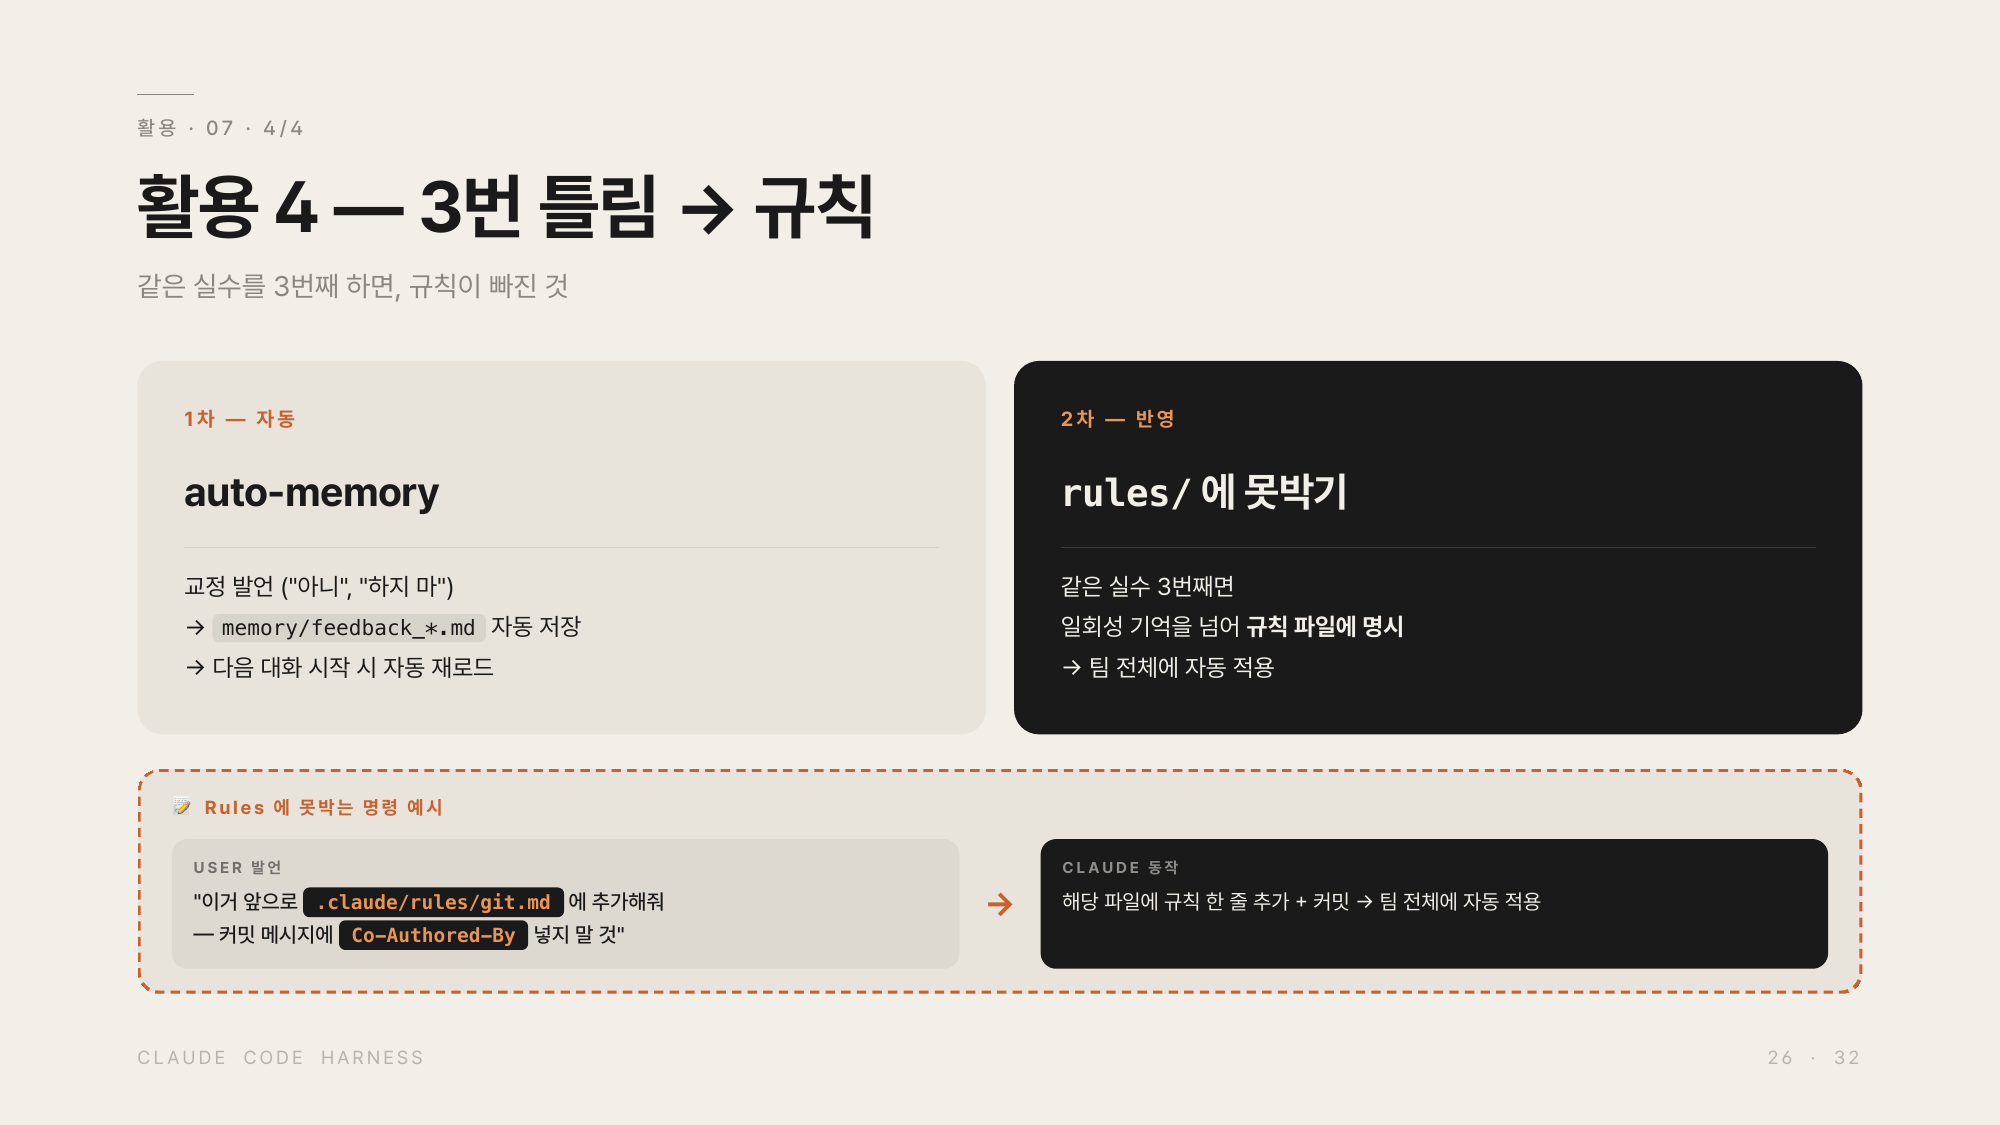 활용 · 07 · 4/4
활용 4 — 3번 틀림 → 규칙
같은 실수를 3번째 하면, 규칙이 빠진 것
1차 — 자동
auto-memory
교정 발언 ("아니", "하지 마")
→ memory/feedback_*.md 자동 저장
→ 다음 대화 시작 시 자동 재로드
2차 — 반영
rules/ 에 못박기
같은 실수 3번째면
일회성 기억을 넘어 규칙 파일에 명시
→ 팀 전체에 자동 적용
📝 Rules 에 못박는 명령 예시
USER 발언
"이거 앞으로 .claude/rules/git.md 에 추가해줘
— 커밋 메시지에 Co-Authored-By 넣지 말 것"
→
CLAUDE 동작
해당 파일에 규칙 한 줄 추가 + 커밋 → 팀 전체에 자동 적용
CLAUDE CODE HARNESS
26 · 32